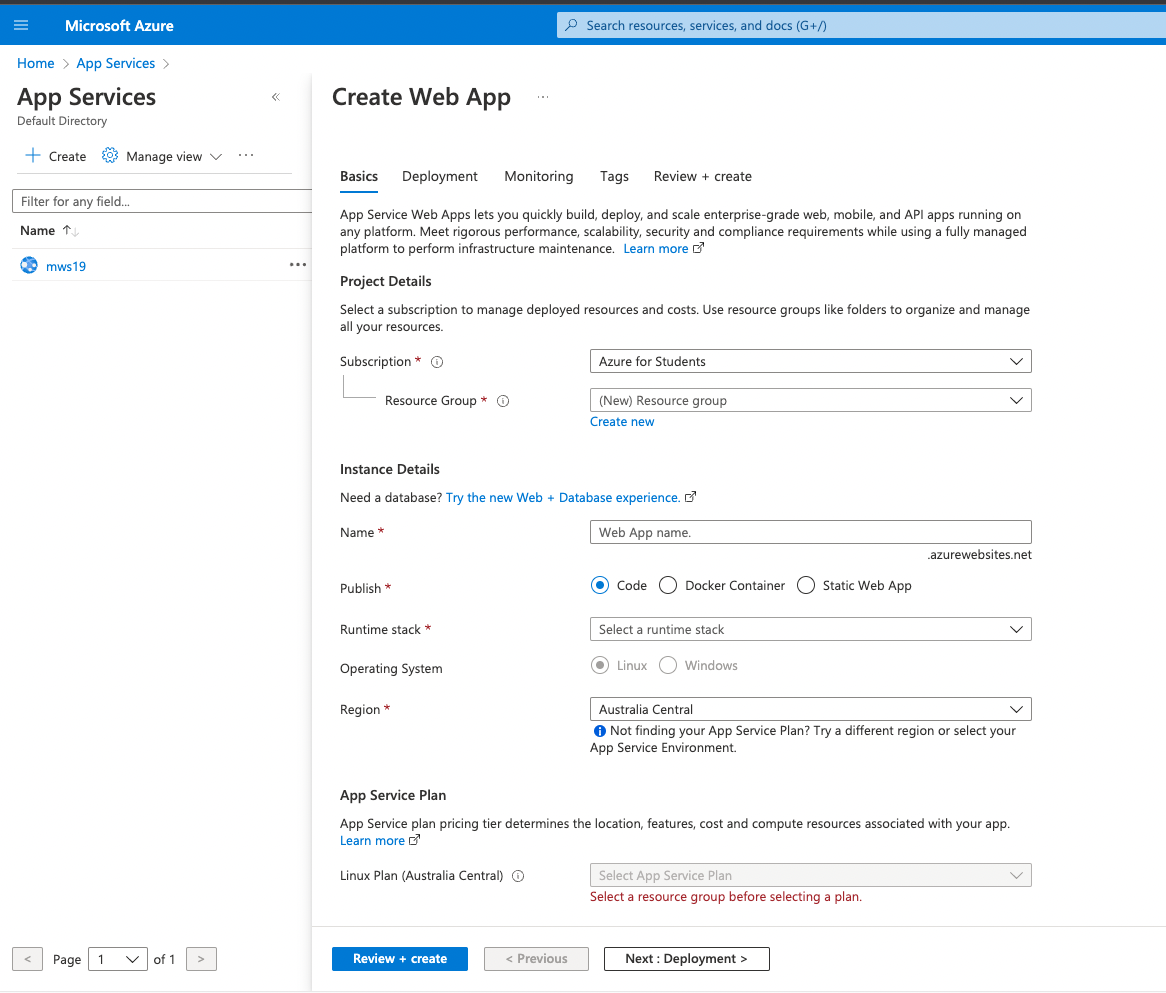 Microsoft Azure
Search resources, services, and docs (G+/)
Home > App Services >
App Services
«
Default Directory
+ Create
Manage view
...
Filter for any field...
Name ↑↓
mws19
...
< Page 1 of 1 >
Create Web App
...
Basics
Deployment
Monitoring
Tags
Review + create
App Service Web Apps lets you quickly build, deploy, and scale enterprise-grade web, mobile, and API apps running on
any platform. Meet rigorous performance, scalability, security and compliance requirements while using a fully managed
platform to perform infrastructure maintenance. Learn more
Project Details
Select a subscription to manage deployed resources and costs. Use resource groups like folders to organize and manage
all your resources.
Subscription *
Azure for Students
Resource Group *
(New) Resource group
Create new
Instance Details
Need a database? Try the new Web + Database experience.
Name *
Web App name.
.azurewebsites.net
Publish *
Code
Docker Container
Static Web App
Runtime stack *
Select a runtime stack
Operating System
Linux
Windows
Region *
Australia Central
Not finding your App Service Plan? Try a different region or select your
App Service Environment.
App Service Plan
App Service plan pricing tier determines the location, features, cost and compute resources associated with your app.
Learn more
Linux Plan (Australia Central)
Select App Service Plan
Select a resource group before selecting a plan.
Review + create
< Previous
Next : Deployment >